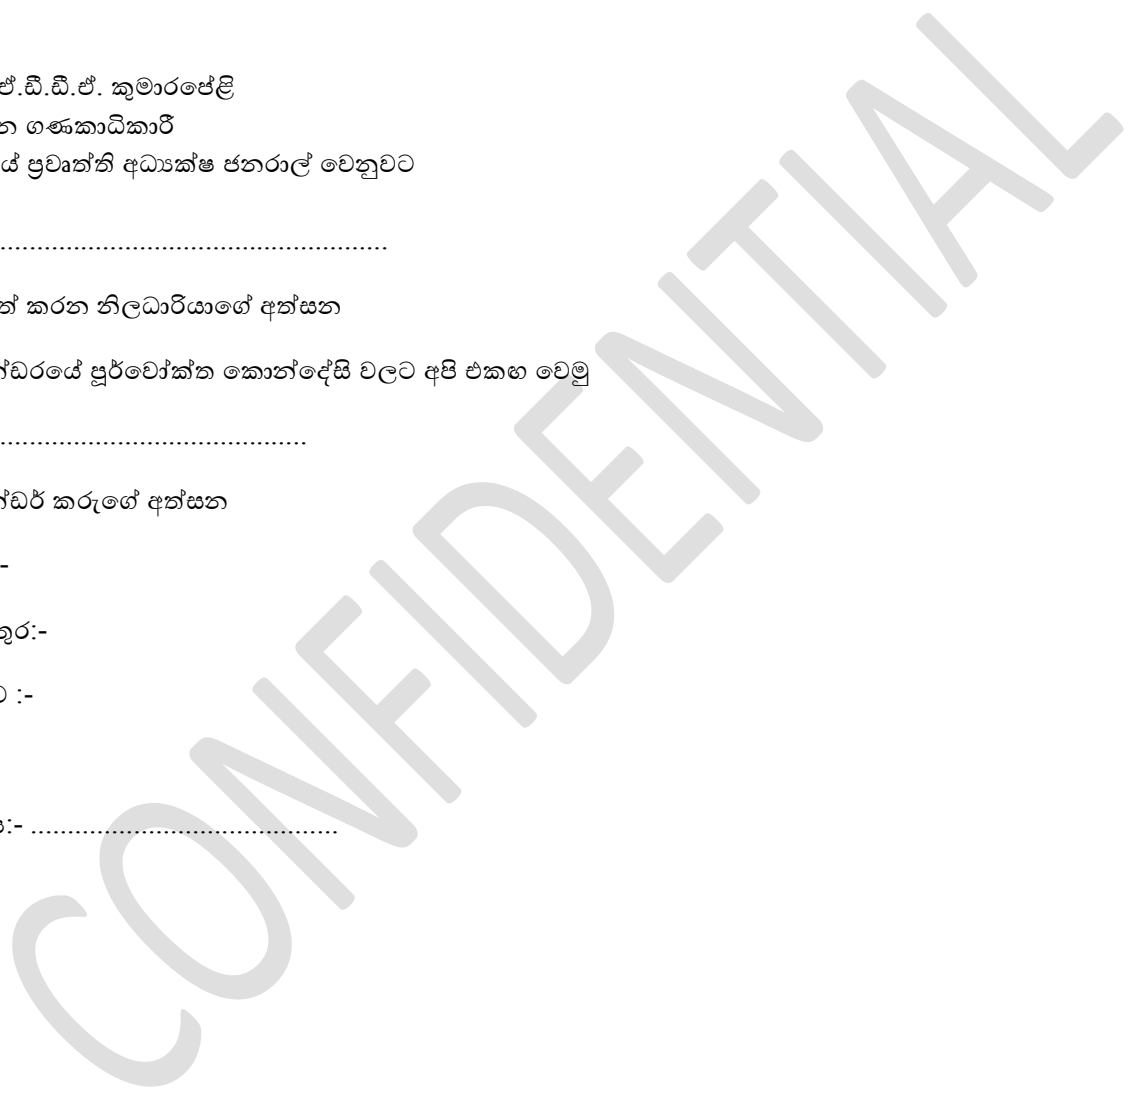 ඒ.ඩී.ඩී.ඒ. කුමාරපේළි
න ගණකාධිකාරී
යේ ප්‍රවෘත්ති අධ්‍යක්ෂ ජනරාල් වෙනුවට
.....................................................
ත් කරන නිලධාරියාගේ අත්සන
න්ඩරයේ පූර්වෝක්ත කොන්දේසි වලට අපි එකඟ වෙමු
..........................................
න්ඩර් කරුගේ අත්සන
:-
තුර:-
ව :-
ය:- ..........................................
CONFIDENTIAL